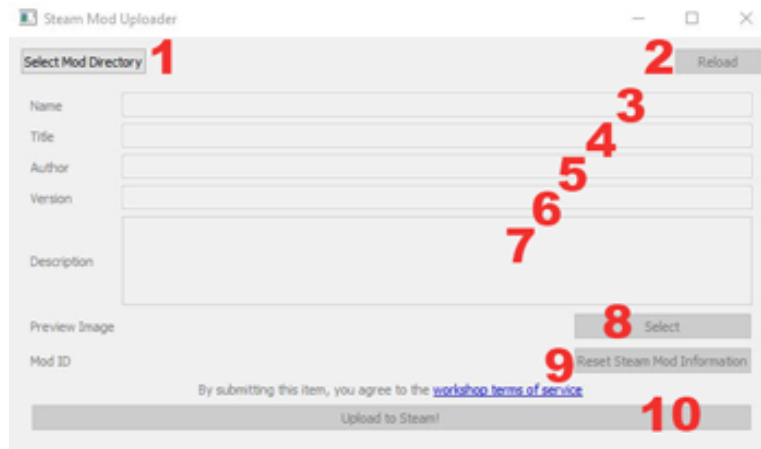 Steam Mod Uploader
Select Mod Directory 1 2 Reload
Name 3
Title 4
Author 5
Version 6
Description 7
Preview Image 8 Select
Mod ID 9 Reset Steam Mod Information
By submitting this item, you agree to the workshop terms of service
Upload to Steam! 10